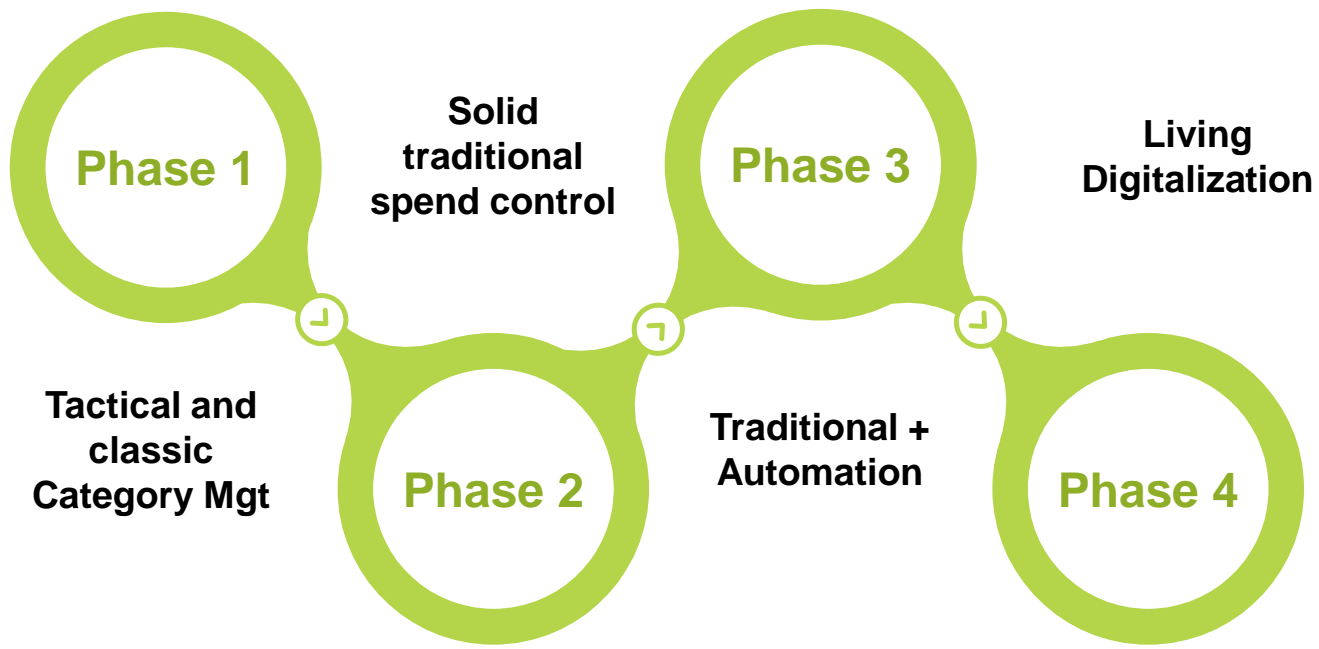 Phase 1
Tactical and
classic
Category Mgt
Solid
traditional
spend control
Phase 2
Phase 3
Traditional +
Automation
Living
Digitalization
Phase 4